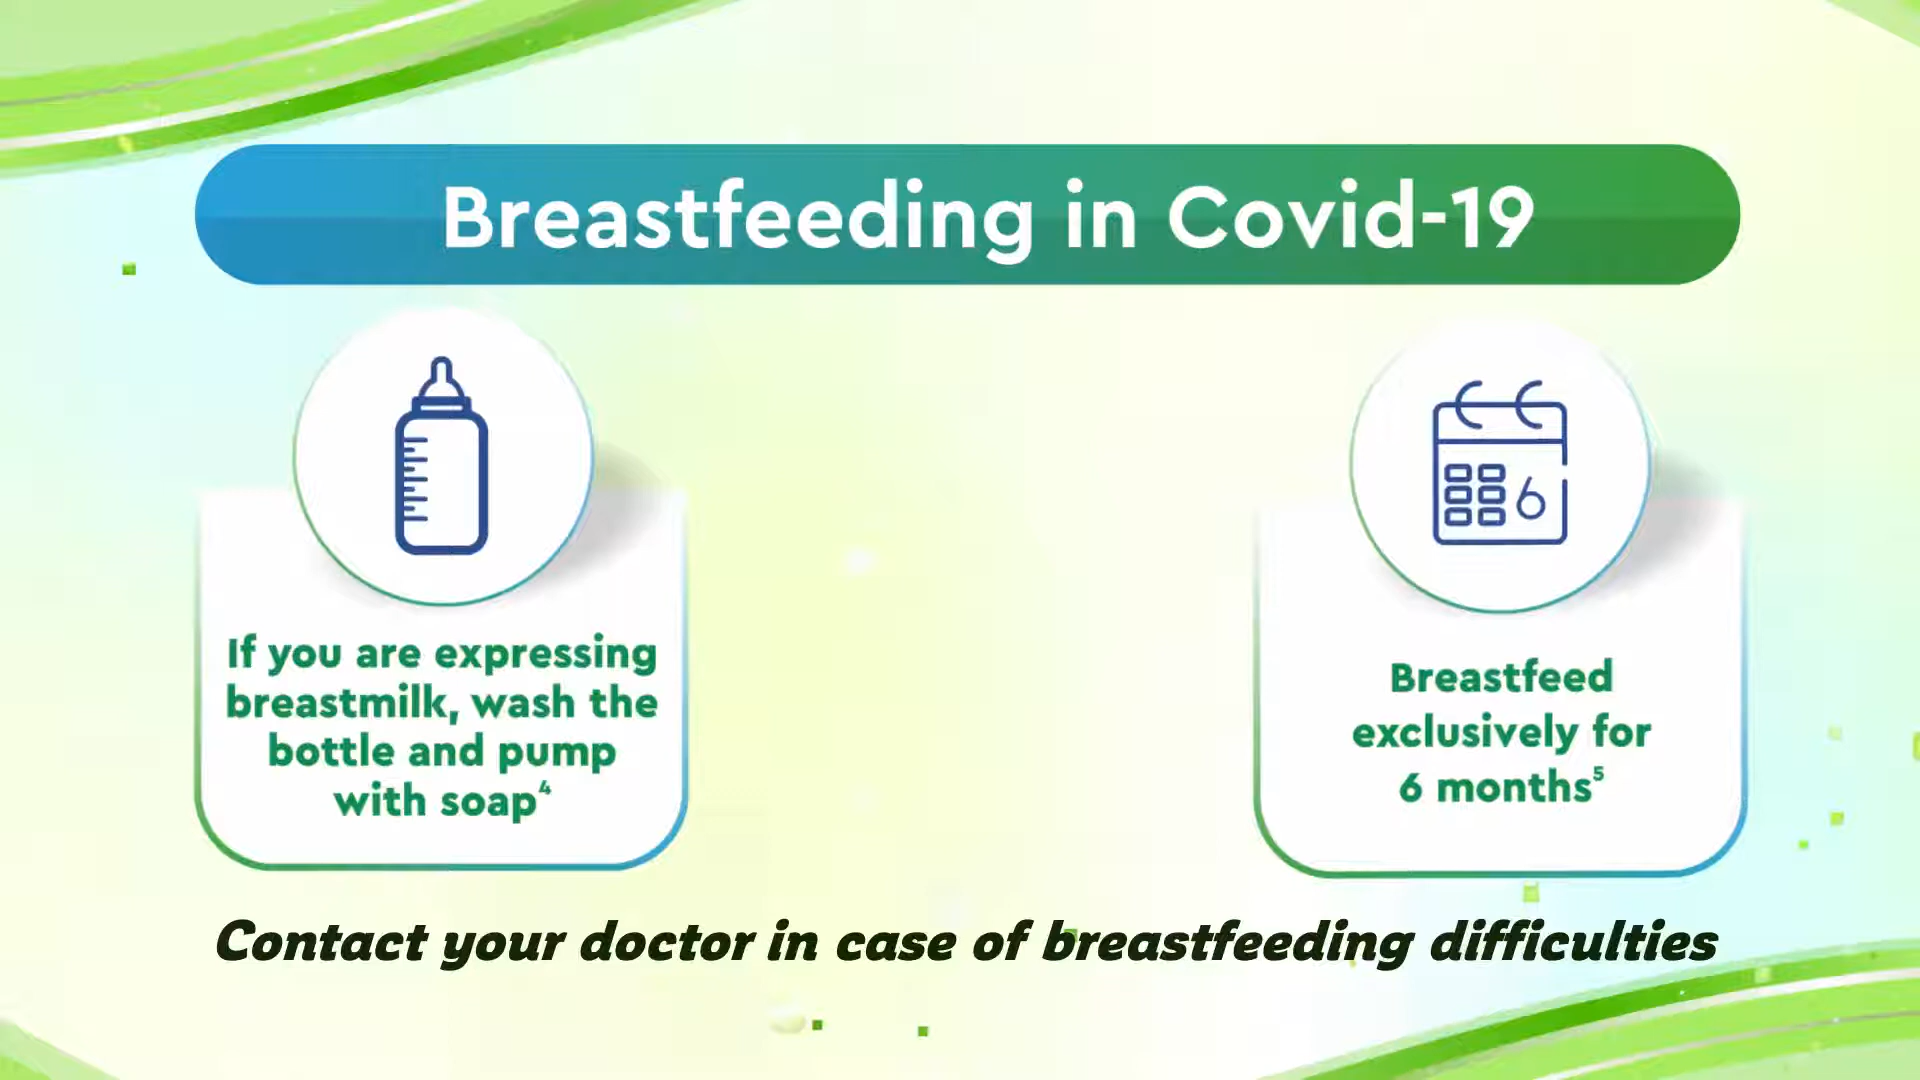 Breastfeeding in Covid-19
6
If you are expressing
breastmilk, wash the
bottle and pump
with soap⁴
Breastfeed
exclusively for
6 months⁵
Contact your doctor in case of breastfeeding difficulties